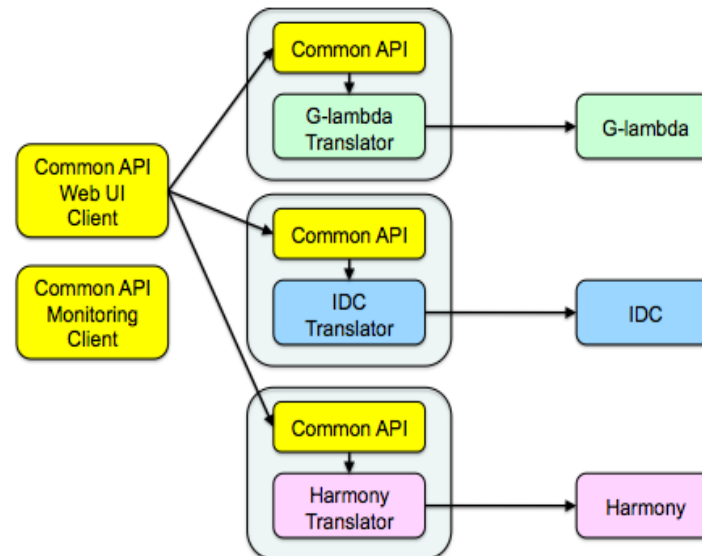 Common API
G-lambda
Translator
G-lambda
Common API
Web UI
Client
Common API
IDC
Translator
IDC
Common API
Monitoring
Client
Common API
Harmony
Translator
Harmony